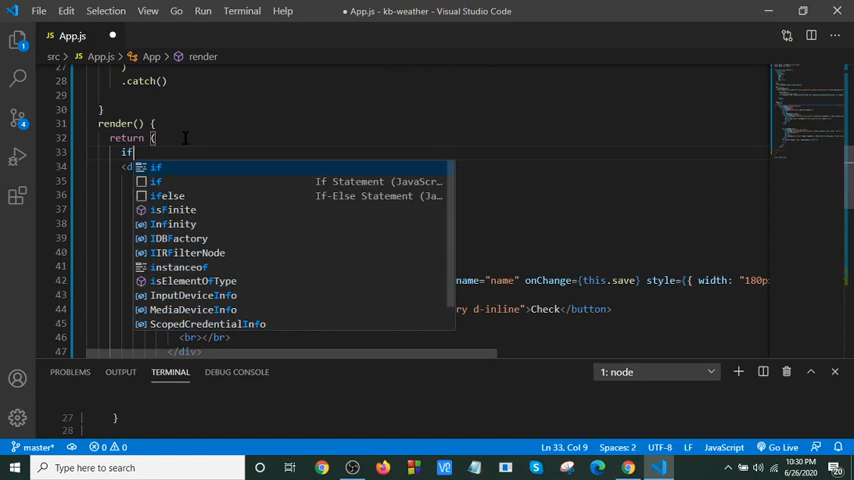 File Edit Selection View Go Run Terminal Help ● App.js - kb-weather - Visual Studio Code
JS App.js ●
src > JS App.js > App > render
27 )
28 .catch()
29
30 }
31 render() {
32 return (
33 if
34 <d
35
36
37
38
39
40
41
42 name="name" onChange={this.save} style={{ width: "180p
43
44 ry d-inline">Check</button>
45
46 <br></br>
47 </div>
if
if If Statement (JavaScr...
ifelse If-Else Statement (Ja...
isFinite
Infinity
IDBFactory
IIRFilterNode
instanceof
isElementOfType
InputDeviceInfo
MediaDeviceInfo
ScopedCredentialInfo
1
4
PROBLEMS OUTPUT TERMINAL DEBUG CONSOLE 1: node
27 | }
28 |
master* 0 0 Ln 33, Col 9 Spaces: 2 UTF-8 LF JavaScript Go Live
Type here to search
10:30 PM
6/26/2020
20